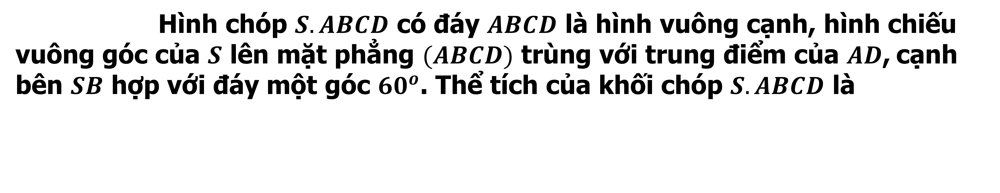 Hình chóp S.ABCD có đáy ABCD là hình vuông cạnh, hình chiếu
vuông góc của S lên mặt phẳng (ABCD) trùng với trung điểm của AD, cạnh
bên SB hợp với đáy một góc 60°. Thể tích của khối chóp S.ABCD là